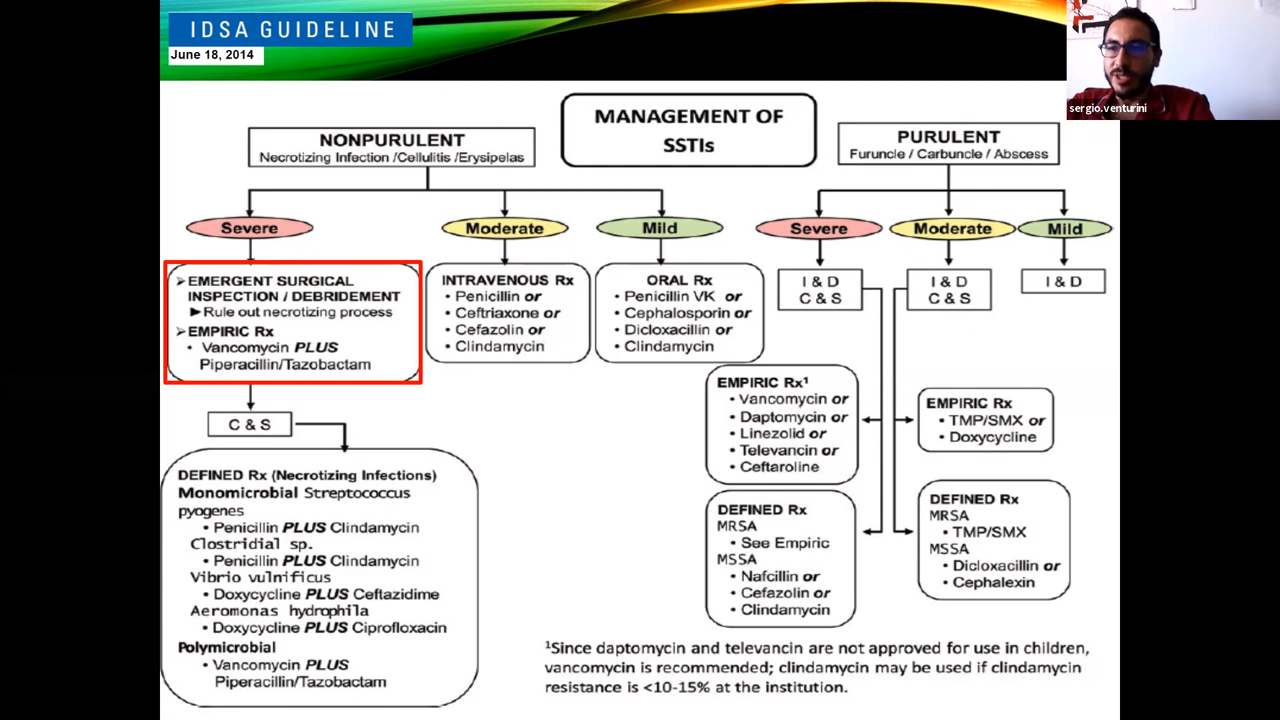 IDSA GUIDELINE
June 18, 2014
sergio.venturini
MANAGEMENT OF
SSTIs
NONPURULENT
Necrotizing Infection /Cellulitis /Erysipelas
PURULENT
Furuncle / Carbuncle / Abscess
Severe
Moderate
Mild
Severe
Moderate
Mild
➢EMERGENT SURGICAL
INSPECTION / DEBRIDEMENT
►Rule out necrotizing process
➢EMPIRIC Rx
• Vancomycin PLUS
Piperacillin/Tazobactam
INTRAVENOUS Rx
• Penicillin or
• Ceftriaxone or
• Cefazolin or
• Clindamycin
ORAL Rx
• Penicillin VK or
• Cephalosporin or
• Dicloxacillin or
• Clindamycin
I & D
C & S
I & D
C & S
I & D
C & S
DEFINED Rx (Necrotizing Infections)
Monomicrobial Streptococcus
pyogenes
• Penicillin PLUS Clindamycin
Clostridial sp.
• Penicillin PLUS Clindamycin
Vibrio vulnificus
• Doxycycline PLUS Ceftazidime
Aeromonas hydrophila
• Doxycycline PLUS Ciprofloxacin
Polymicrobial
• Vancomycin PLUS
Piperacillin/Tazobactam
EMPIRIC Rx¹
• Vancomycin or
• Daptomycin or
• Linezolid or
• Televancin or
• Ceftaroline
EMPIRIC Rx
• TMP/SMX or
• Doxycycline
DEFINED Rx
MRSA
• See Empiric
MSSA
• Nafcillin or
• Cefazolin or
• Clindamycin
DEFINED Rx
MRSA
• TMP/SMX
MSSA
• Dicloxacillin or
• Cephalexin
¹Since daptomycin and televancin are not approved for use in children,
vancomycin is recommended; clindamycin may be used if clindamycin
resistance is <10-15% at the institution.